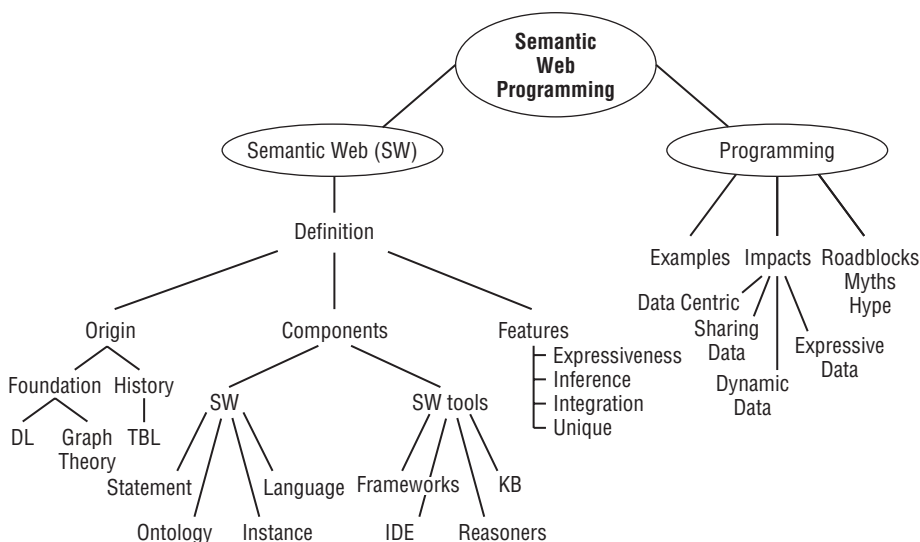 Semantic
Web
Programming
Semantic Web (SW)
Programming
Definition
Examples
Impacts
Roadblocks
Myths
Hype
Data Centric
Sharing
Data
Expressive
Data
Dynamic
Data
Origin
Components
Features
Expressiveness
Inference
Integration
Unique
Foundation
History
SW
SW tools
DL
Graph
Theory
TBL
Statement
Language
Frameworks
KB
Ontology
Instance
IDE
Reasoners